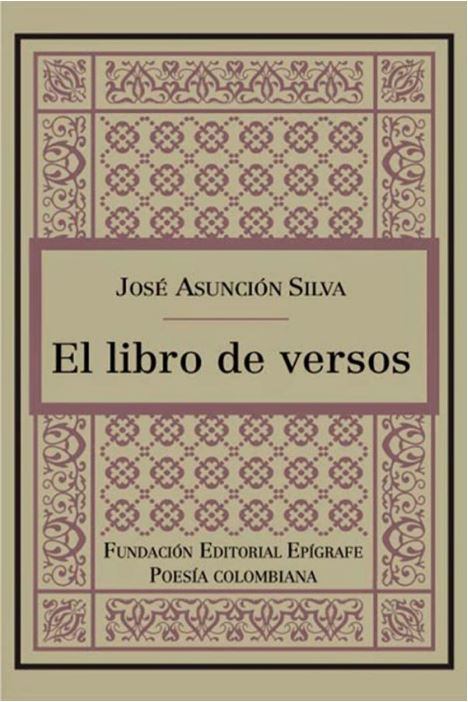 JOSÉ ASUNCIÓN SILVA
El libro de versos
FUNDACIÓN EDITORIAL EPÍGRAFE
POESÍA COLOMBIANA